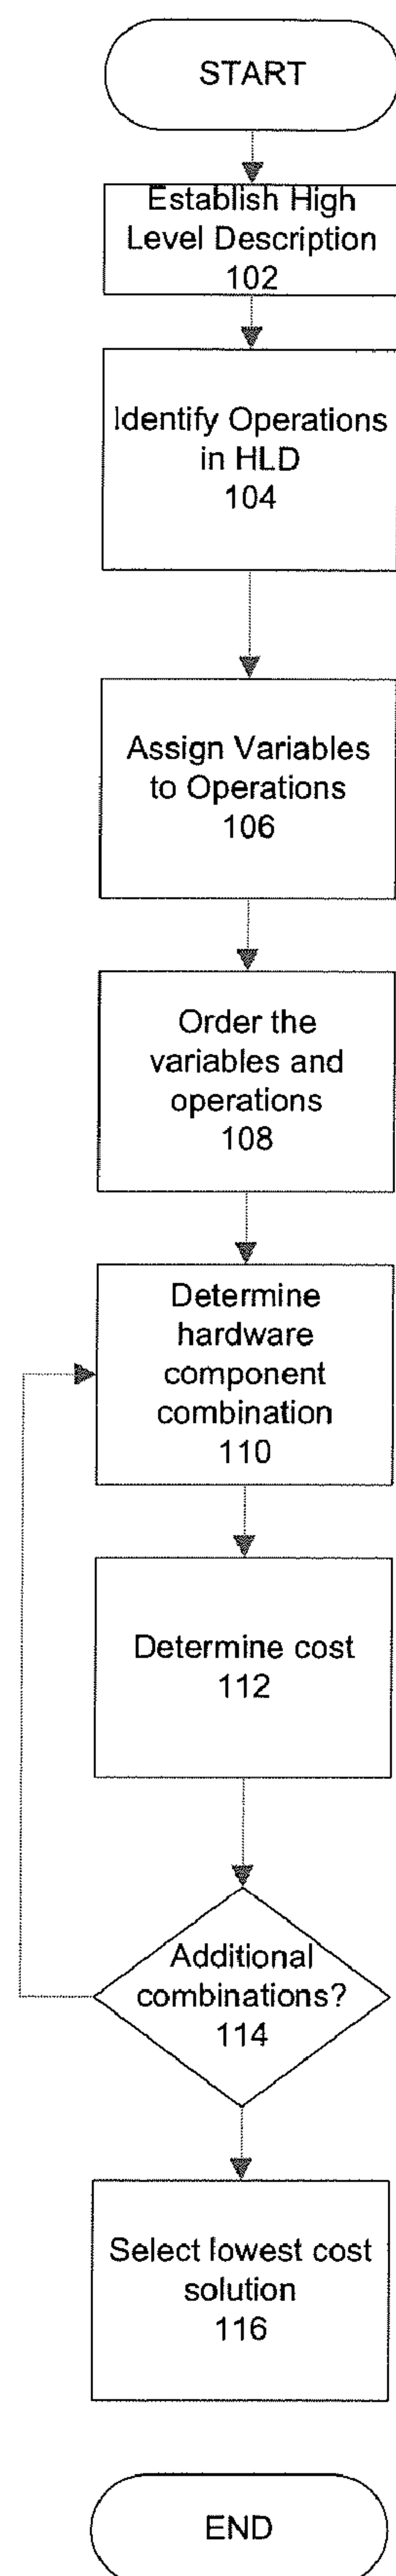 START
Establish High
Level Description
102
Identify Operations
in HLD
104
Assign Variables
to Operations
106
Order the
variables and
operations
108
Determine
hardware
component
combination
110
Determine cost
112
Additional
combinations?
114
Select lowest cost
solution
116
END